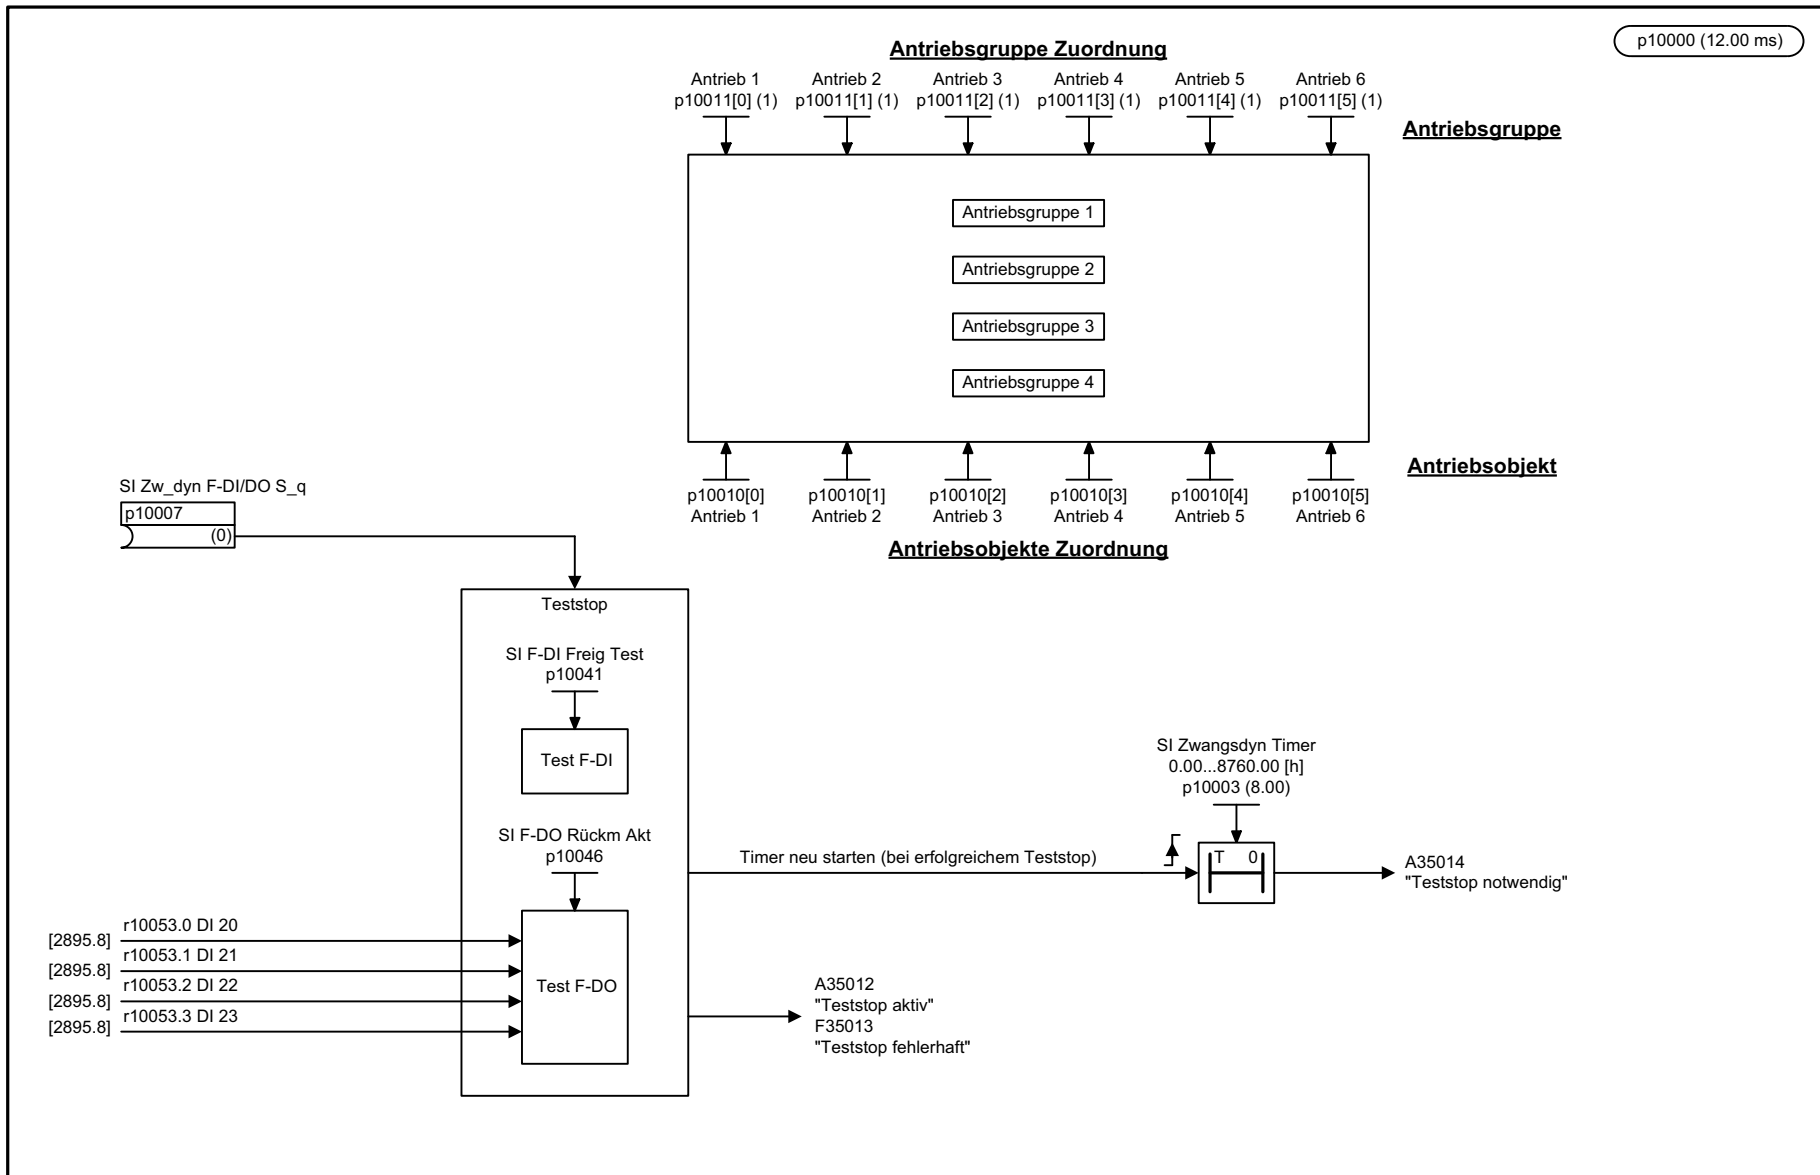 p10000 (12.00 ms)
Antriebsgruppe Zuordnung
Antrieb 1 Antrieb 2 Antrieb 3 Antrieb 4 Antrieb 5 Antrieb 6
p10011[0] (1) p10011[1] (1) p10011[2] (1) p10011[3] (1) p10011[4] (1) p10011[5] (1)
Antriebsgruppe
Antriebsgruppe 1
Antriebsgruppe 2
Antriebsgruppe 3
Antriebsgruppe 4
Antriebsobjekt
p10010[0] p10010[1] p10010[2] p10010[3] p10010[4] p10010[5]
Antrieb 1 Antrieb 2 Antrieb 3 Antrieb 4 Antrieb 5 Antrieb 6
Antriebsobjekte Zuordnung
SI Zw_dyn F-DI/DO S_q
p10007
(0)
Teststop
SI F-DI Freig Test
p10041
Test F-DI
SI F-DO Rückm Akt
p10046
Test F-DO
[2895.8] r10053.0 DI 20
[2895.8] r10053.1 DI 21
[2895.8] r10053.2 DI 22
[2895.8] r10053.3 DI 23
Timer neu starten (bei erfolgreichem Teststop)
SI Zwangsdyn Timer
0.00...8760.00 [h]
p10003 (8.00)
T 0
A35014
"Teststop notwendig"
A35012
"Teststop aktiv"
F35013
"Teststop fehlerhaft"